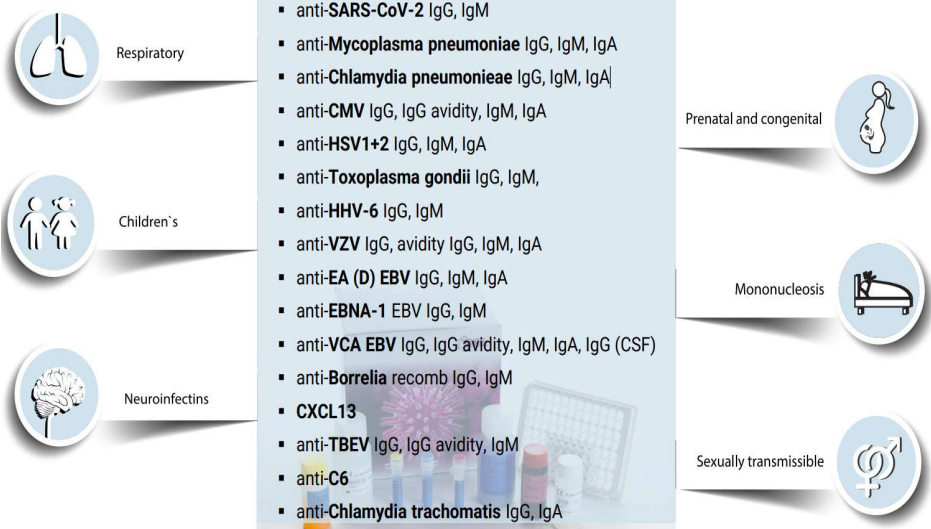 Respiratory
Children`s
Neuroinfectins
▪ anti-SARS-CoV-2 IgG, IgM
▪ anti-Mycoplasma pneumoniae IgG, IgM, IgA
▪ anti-Chlamydia pneumonieae IgG, IgM, IgA
▪ anti-CMV IgG, IgG avidity, IgM, IgA
▪ anti-HSV1+2 IgG, IgM, IgA
▪ anti-Toxoplasma gondii IgG, IgM,
▪ anti-HHV-6 IgG, IgM
▪ anti-VZV IgG, avidity IgG, IgM, IgA
▪ anti-EA (D) EBV IgG, IgM, IgA
▪ anti-EBNA-1 EBV IgG, IgM
▪ anti-VCA EBV IgG, IgG avidity, IgM, IgA, IgG (CSF)
▪ anti-Borrelia recomb IgG, IgM
▪ CXCL13
▪ anti-TBEV IgG, IgG avidity, IgM
▪ anti-C6
▪ anti-Chlamydia trachomatis IgG, IgA
Prenatal and congenital
Mononucleosis
Sexually transmissible